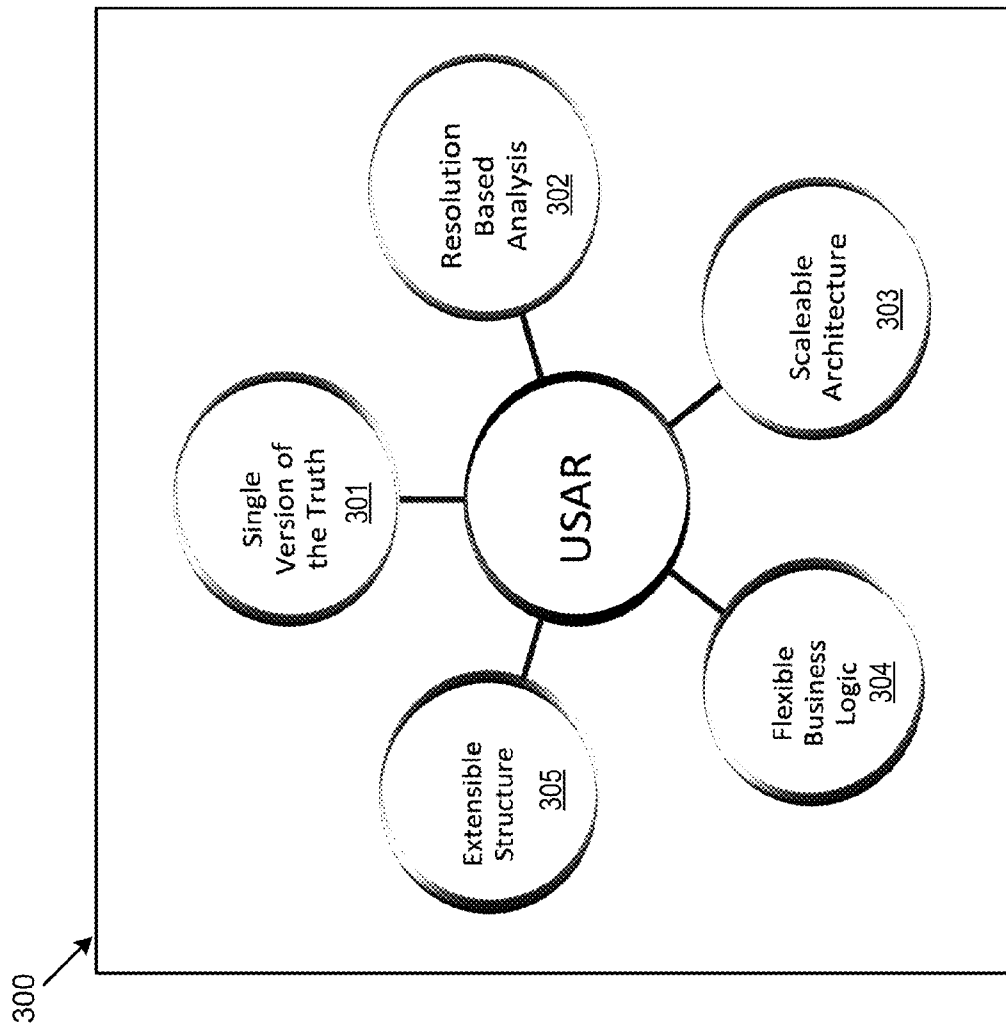 300
Single
Version of
the Truth
301
Resolution
Based
Analysis
302
Scaleable
Architecture
303
Flexible
Business
Logic
304
Extensible
Structure
305
USAR